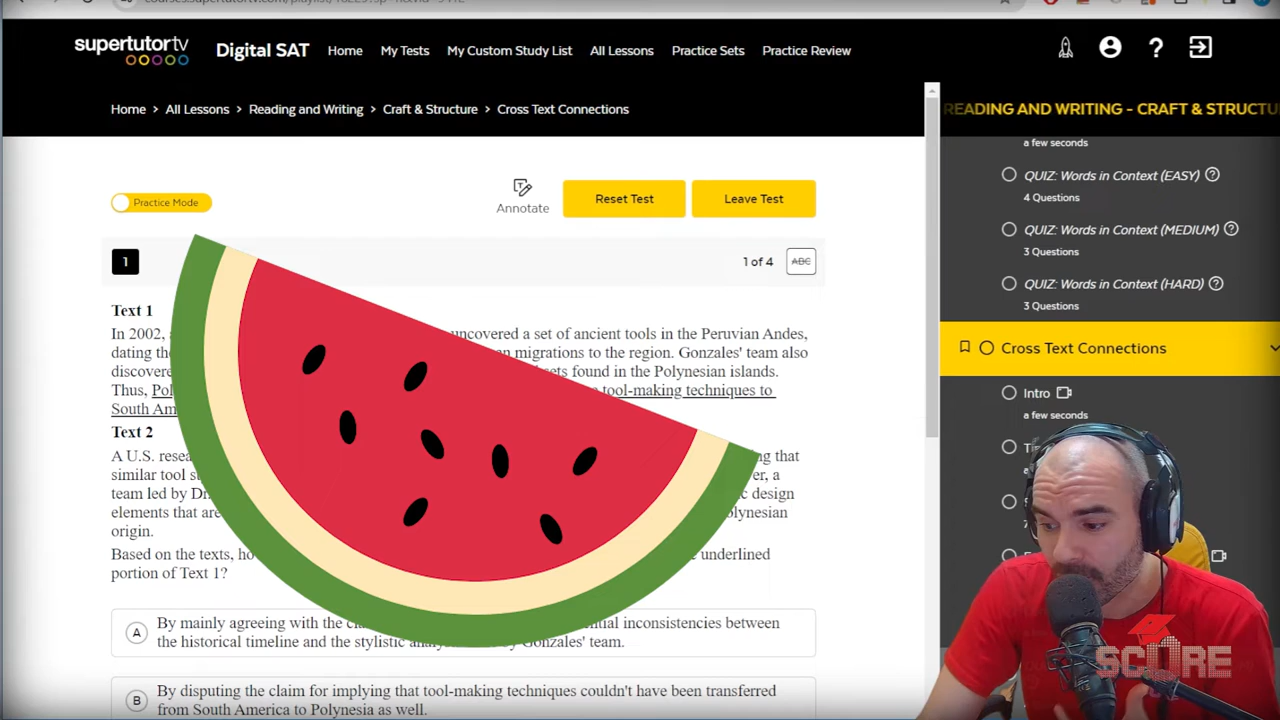 courses.supertutortv.com/playlist/
supertutortv
Digital SAT
Home
My Tests
My Custom Study List
All Lessons
Practice Sets
Practice Review
Home > All Lessons > Reading and Writing > Craft & Structure > Cross Text Connections
READING AND WRITING - CRAFT & STRUCTU
a few seconds
QUIZ: Words in Context (EASY)
4 Questions
QUIZ: Words in Context (MEDIUM)
3 Questions
QUIZ: Words in Context (HARD)
3 Questions
Cross Text Connections
Intro
a few seconds
Practice Mode
Annotate
Reset Test
Leave Test
1
1 of 4
ABC
Text 1
In 2002, uncovered a set of ancient tools in the Peruvian Andes,
dating the migrations to the region. Gonzales' team also
discovere found in the Polynesian islands.
Thus, tool-making techniques to
South Am
Text 2
A U.S. resea that
similar tool a
team led by design
elements that are
origin.
Based on the texts, underlined
portion of Text 1?
A
By mainly agreeing with the inconsistencies between
the historical timeline and the stylistic Gonzales' team.
B
By disputing the claim for implying that tool-making techniques couldn't have been transferred
from South America to Polynesia as well.
SCORE